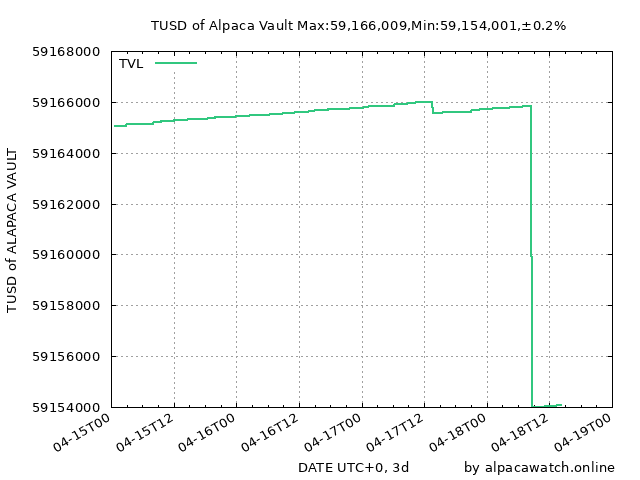 TUSD of Alpaca Vault Max:59,166,009,Min:59,154,001,±0.2%
TVL
59168000
59166000
59164000
59162000
59160000
59158000
59156000
59154000
TUSD of ALAPACA VAULT
04-15T00
04-15T12
04-16T00
04-16T12
04-17T00
04-17T12
04-18T00
04-18T12
04-19T00
DATE UTC+0, 3d
by alpacawatch.online